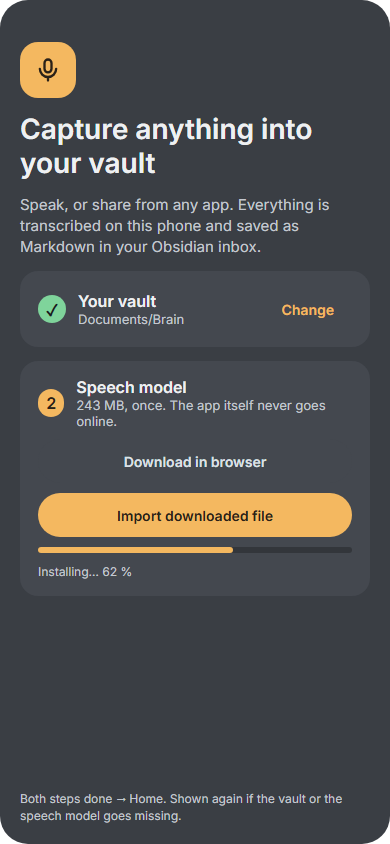 Capture anything into
your vault
Speak, or share from any app. Everything is
transcribed on this phone and saved as
Markdown in your Obsidian inbox.
Your vault
Documents/Brain
Change
2
Speech model
243 MB, once. The app itself never goes
online.
Download in browser
Import downloaded file
Installing... 62 %
Both steps done → Home. Shown again if the vault or the
speech model goes missing.